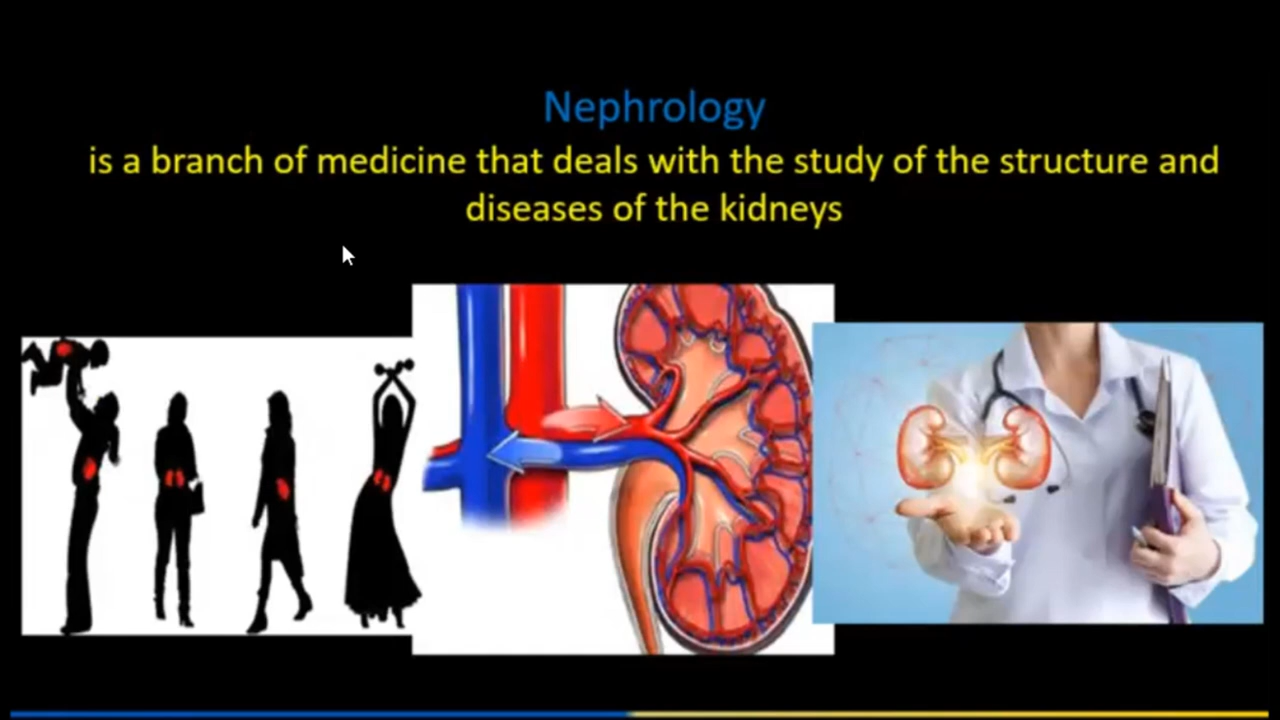 Nephrology
is a branch of medicine that deals with the study of the structure and
diseases of the kidneys